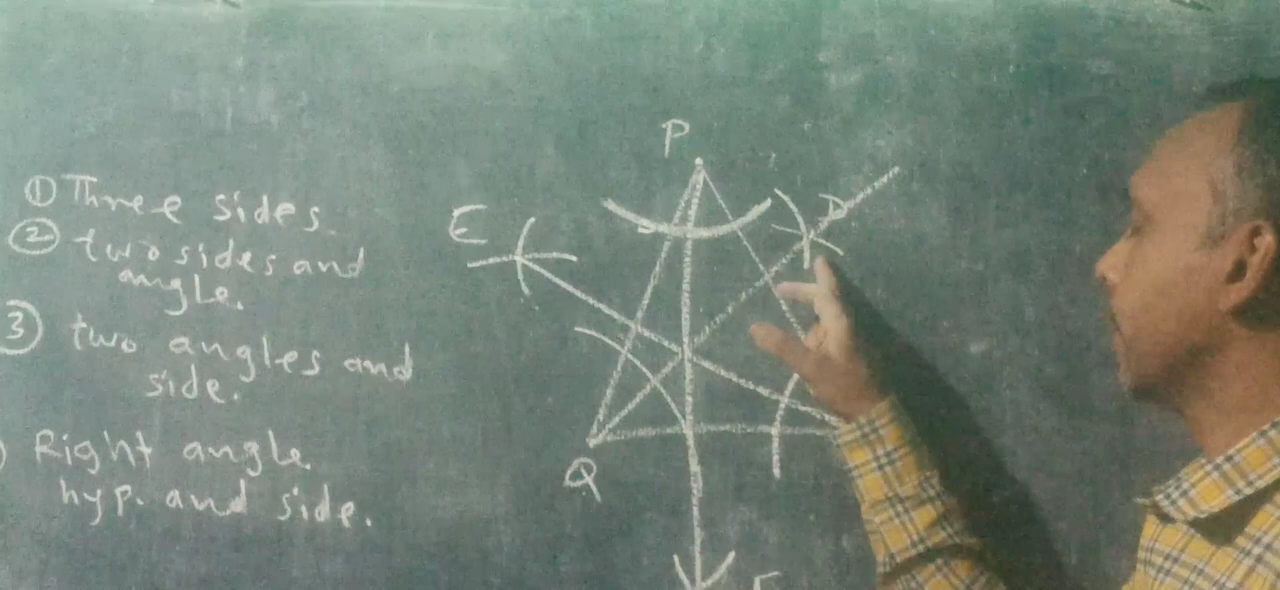 ① Three sides.
② two sides and
angle.
③ two angles and
side.
) Right angle
hyp. and side.
P
E
D
Q